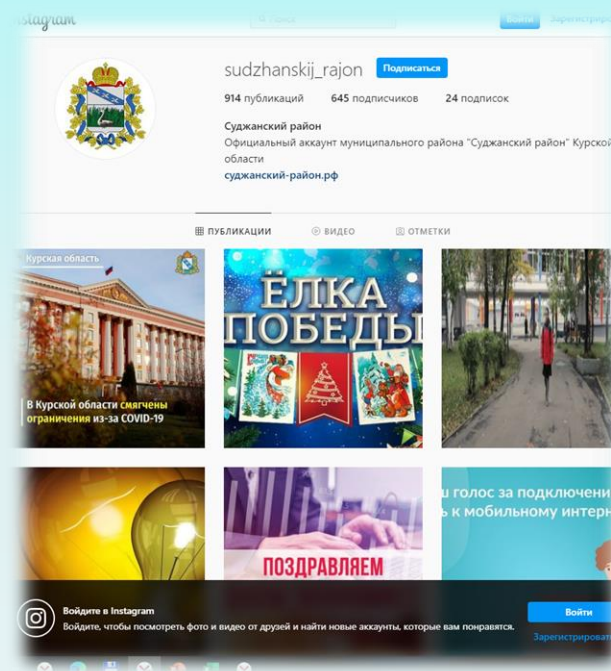 Instagram
Поиск
Войти
sudzhanskij_rajon Подписаться
914 публикаций 645 подписчиков 24 подписок
Суджанский район
Официальный аккаунт муниципального района "Суджанский район" Курской
области
суджанский-район.рф
ПУБЛИКАЦИИ ВИДЕО ОТМЕТКИ
Курская область
В Курской области смягчены
ограничения из-за COVID-19
ЁЛКА
ПОБЕДЫ
ПОЗДРАВЛЯЕМ
голос за подключени
к мобильному интерн
Войдите в Instagram
Войдите, чтобы посмотреть фото и видео от друзей и найти новые аккаунты, которые вам понравятся.
Войти
Зарегистрироват